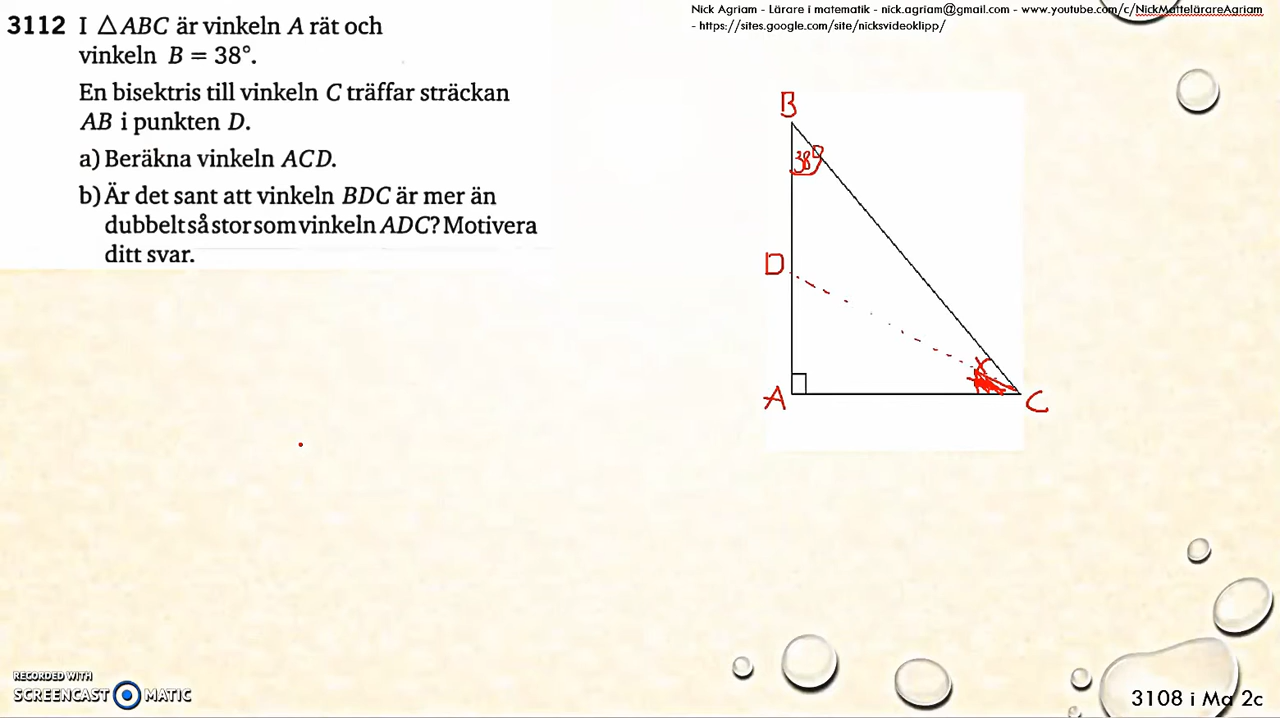 3112 I △ABC är vinkeln A rät och
vinkeln B = 38°.
En bisektris till vinkeln C träffar sträckan
AB i punkten D.
a) Beräkna vinkeln ACD.
b) Är det sant att vinkeln BDC är mer än
dubbelt så stor som vinkeln ADC? Motivera
ditt svar.
Nick Agriam - Lärare i matematik - nick.agriam@gmail.com - www.youtube.com/c/NickMattelärareAgriam
- https://sites.google.com/site/nicksvideoklipp/
B
38°
D
A
C
RECORDED WITH
SCREENCAST MATIC
3108 i Ma 2c